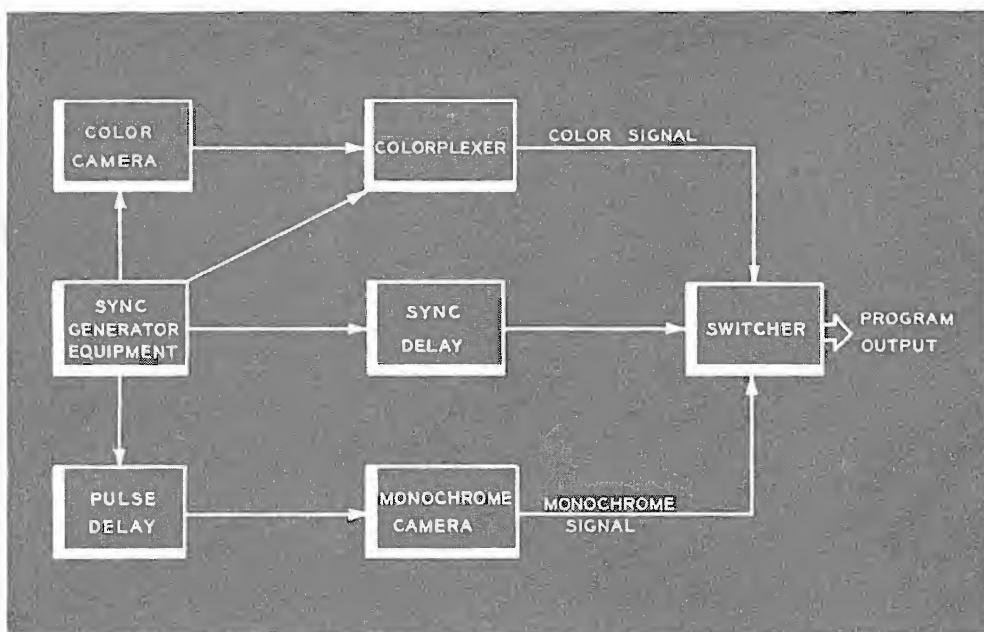 COLOR
CAMERA
COLORPLEXER
COLOR SIGNAL
SYNC
GENERATOR
EQUIPMENT
SYNC
DELAY
SWITCHER
PROGRAM
OUTPUT
PULSE
DELAY
MONOCHROME
CAMERA
MONOCHROME
SIGNAL